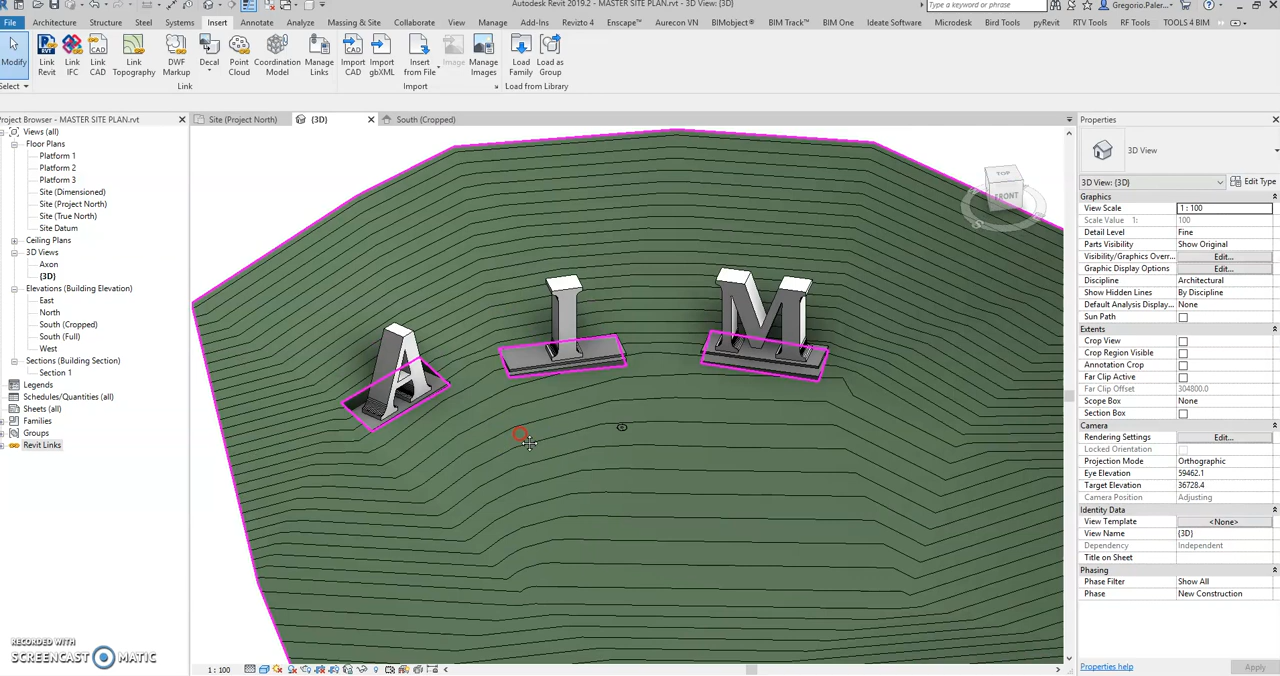 Autodesk Revit 2019.2 - MASTER SITE PLAN.rvt - 3D View: {3D}
Type a keyword or phrase
Gregorio.Paler...
File Architecture Structure Steel Systems Insert Annotate Analyze Massing & Site Collaborate View Manage Add-Ins Revizto 4 Enscape™ Aurecon VN BIMobject® BIM Track™ BIM One Ideate Software Microdesk Bird Tools pyRevit RTV Tools RF Tools TOOLS 4 BIM
Modify
Link Revit
Link IFC
Link CAD
Link Topography
DWF Markup
Decal
Point Cloud
Coordination Model
Manage Links
Import CAD
Import gbXML
Insert from File
Image
Manage Images
Load Family
Load as Group
Select
Link
Import
Load from Library
Project Browser - MASTER SITE PLAN.rvt
Views (all)
Floor Plans
Platform 1
Platform 2
Platform 3
Site (Dimensioned)
Site (Project North)
Site (True North)
Site Datum
Ceiling Plans
3D Views
Axon
{3D}
Elevations (Building Elevation)
East
North
South (Cropped)
South (Full)
West
Sections (Building Section)
Section 1
Legends
Schedules/Quantities (all)
Sheets (all)
Families
Groups
Revit Links
RECORDED WITH
SCREENCAST MATIC
Site (Project North)
{3D}
South (Cropped)
TOP
FRONT
S
A I M
1 : 100
Properties
3D View
3D View: {3D}
Edit Type
Graphics
View Scale 1 : 100
Scale Value 1: 100
Detail Level Fine
Parts Visibility Show Original
Visibility/Graphics Overr... Edit...
Graphic Display Options Edit...
Discipline Architectural
Show Hidden Lines By Discipline
Default Analysis Display... None
Sun Path
Extents
Crop View
Crop Region Visible
Annotation Crop
Far Clip Active
Far Clip Offset 304800.0
Scope Box None
Section Box
Camera
Rendering Settings Edit...
Locked Orientation
Projection Mode Orthographic
Eye Elevation 59462.1
Target Elevation 36728.4
Camera Position Adjusting
Identity Data
View Template <None>
View Name {3D}
Dependency Independent
Title on Sheet
Phasing
Phase Filter Show All
Phase New Construction
Properties help
Apply